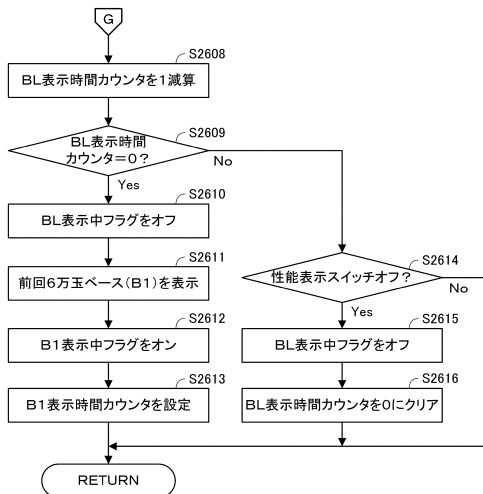 G
S2608
BL表示時間カウンタを1減算
S2609
BL表示時間
カウンタ=0?
No
Yes
S2610
BL表示中フラグをオフ
S2611
前回6万玉ベース(B1)を表示
S2612
B1表示中フラグをオン
S2613
B1表示時間カウンタを設定
S2614
性能表示スイッチオフ?
No
Yes
S2615
BL表示中フラグをオフ
S2616
BL表示時間カウンタを0にクリア
RETURN